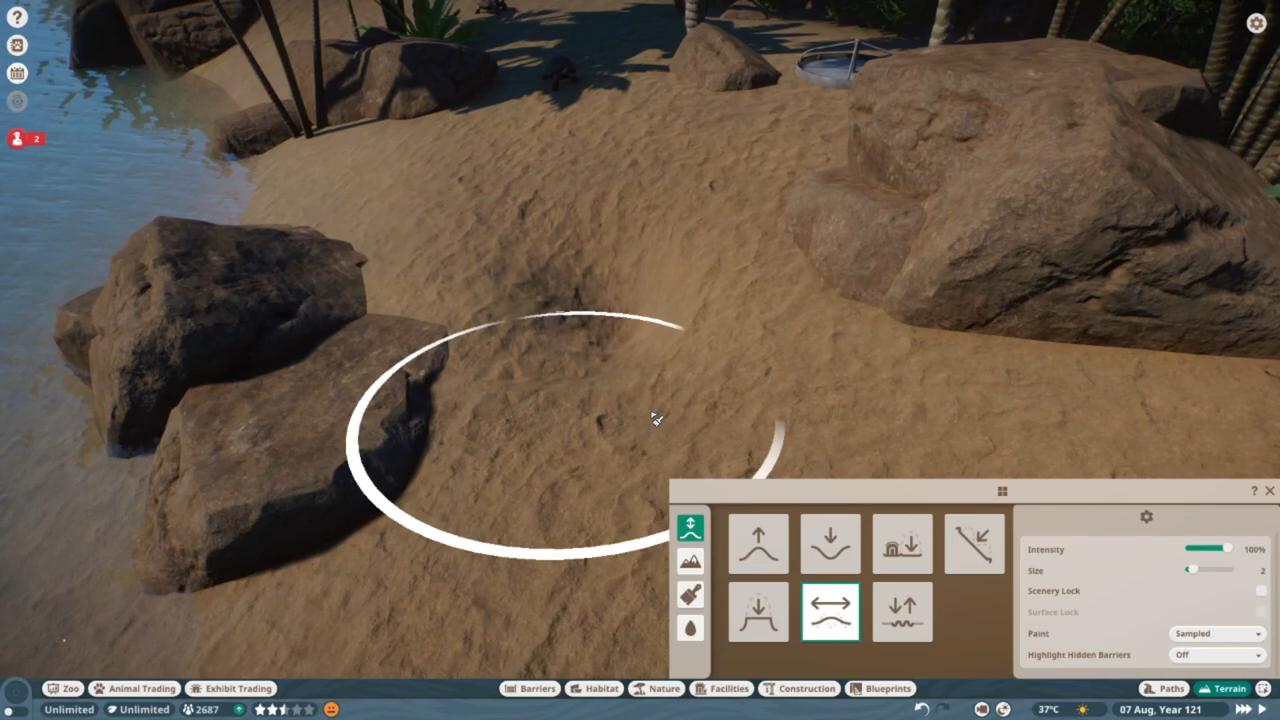 ?
2
? ×
Intensity 100%
Size 2
Scenery Lock
Surface Lock
Paint Sampled
Highlight Hidden Barriers Off
Zoo Animal Trading Exhibit Trading Barriers Habitat Nature Facilities Construction Blueprints Paths Terrain
Unlimited Unlimited 2687 37°C 07 Aug, Year 121